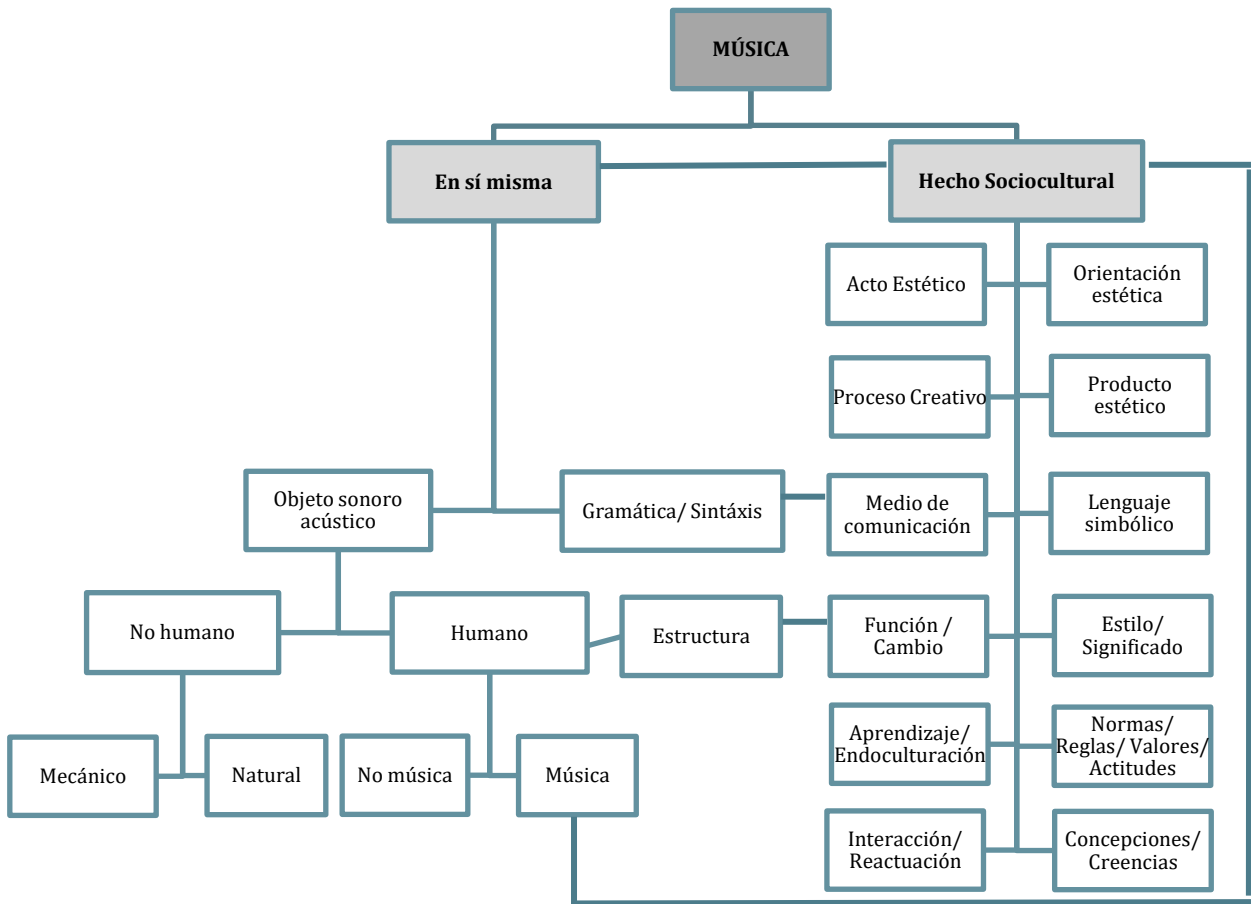 MÚSICA
En sí misma
Hecho Sociocultural
Acto Estético
Orientación
estética
Proceso Creativo
Producto
estético
Objeto sonoro
acústico
Gramática/ Sintáxis
Medio de
comunicación
Lenguaje
simbólico
No humano
Humano
Estructura
Función /
Cambio
Estilo/
Significado
Mecánico
Natural
No música
Música
Aprendizaje/
Endoculturación
Normas/
Reglas/ Valores/
Actitudes
Interacción/
Reactuación
Concepciones/
Creencias